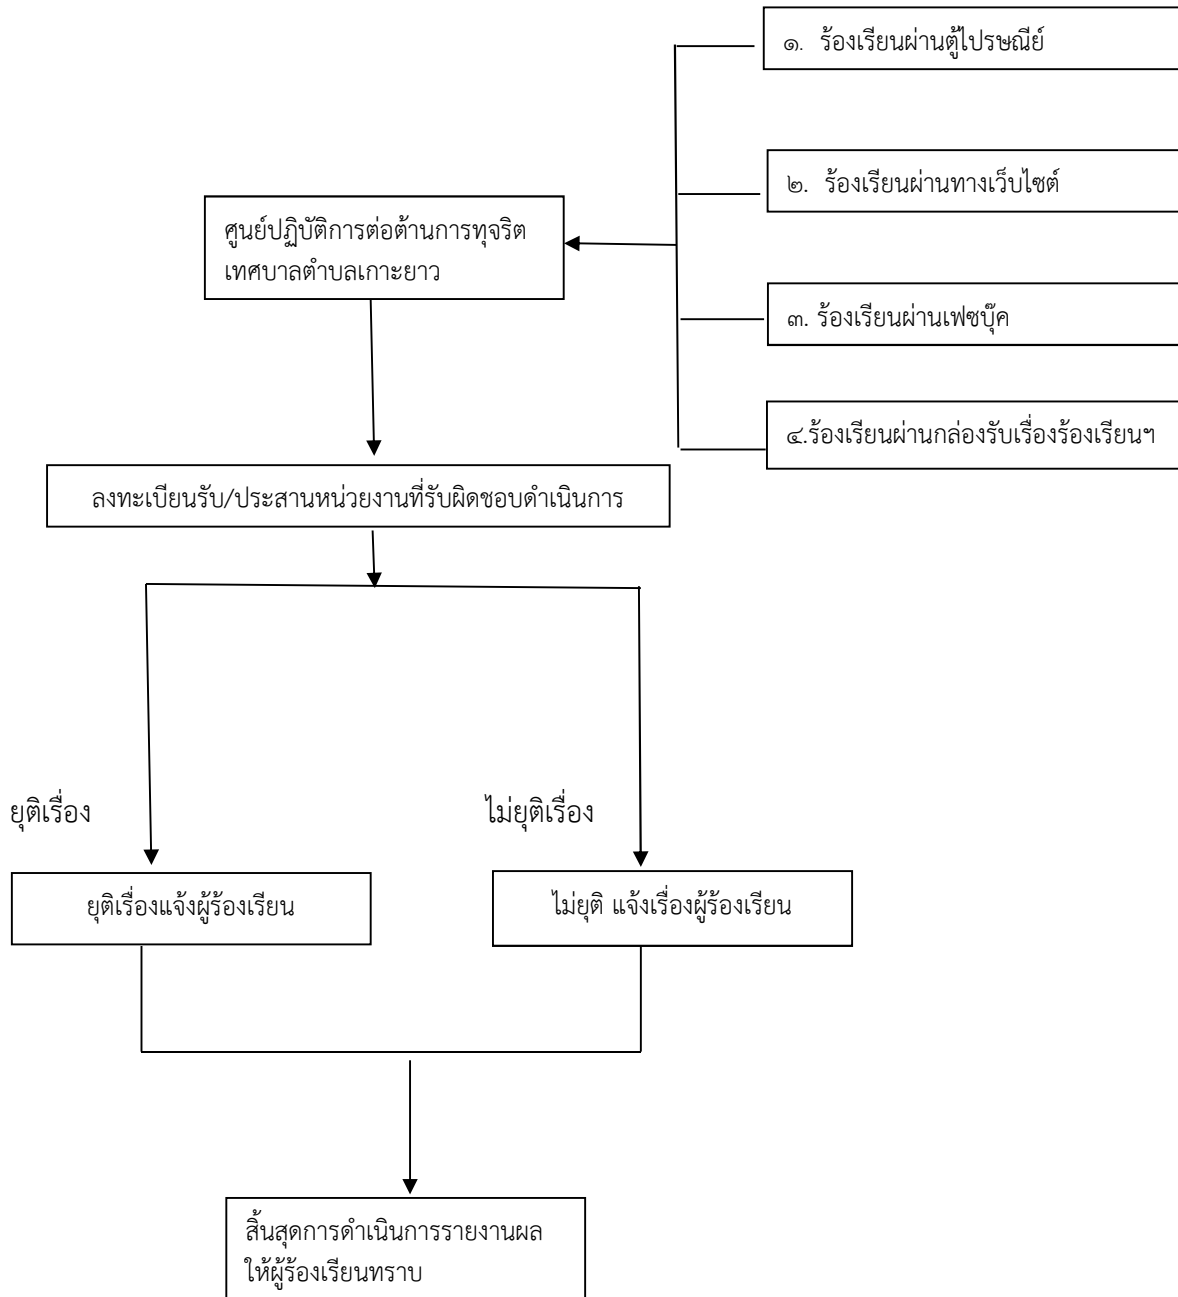 ๑. ร้องเรียนผ่านตู้ไปรษณีย์
๒. ร้องเรียนผ่านทางเว็บไซต์
ศูนย์ปฏิบัติการต่อต้านการทุจริต
เทศบาลตำบลเกาะยาว
๓. ร้องเรียนผ่านเฟซบุ๊ค
๔.ร้องเรียนผ่านกล่องรับเรื่องร้องเรียนฯ
ลงทะเบียนรับ/ประสานหน่วยงานที่รับผิดชอบดำเนินการ
ยุติเรื่อง
ไม่ยุติเรื่อง
ยุติเรื่องแจ้งผู้ร้องเรียน
ไม่ยุติ แจ้งเรื่องผู้ร้องเรียน
สิ้นสุดการดำเนินการรายงานผล
ให้ผู้ร้องเรียนทราบ